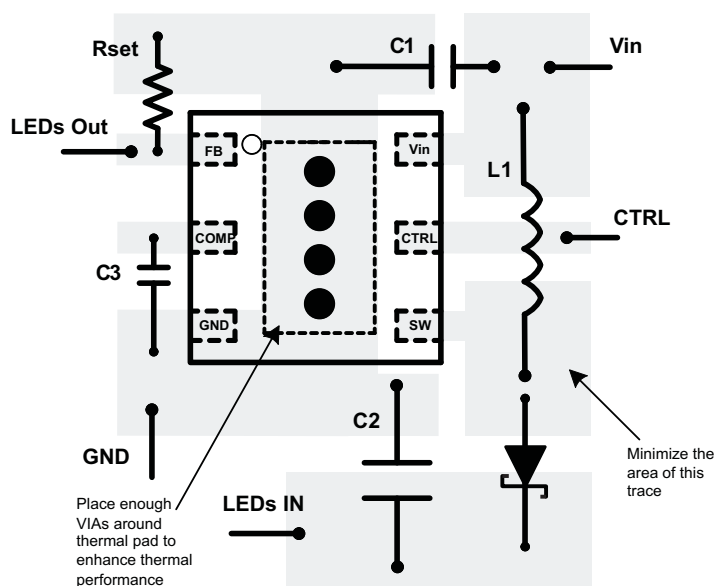 C1
Vin
Rset
LEDs Out
FB
Vin
L1
COMP
CTRL
CTRL
C3
GND
SW
C2
GND
Minimize the
area of this
trace
Place enough
VIAs around
thermal pad to
enhance thermal
performance
LEDs IN